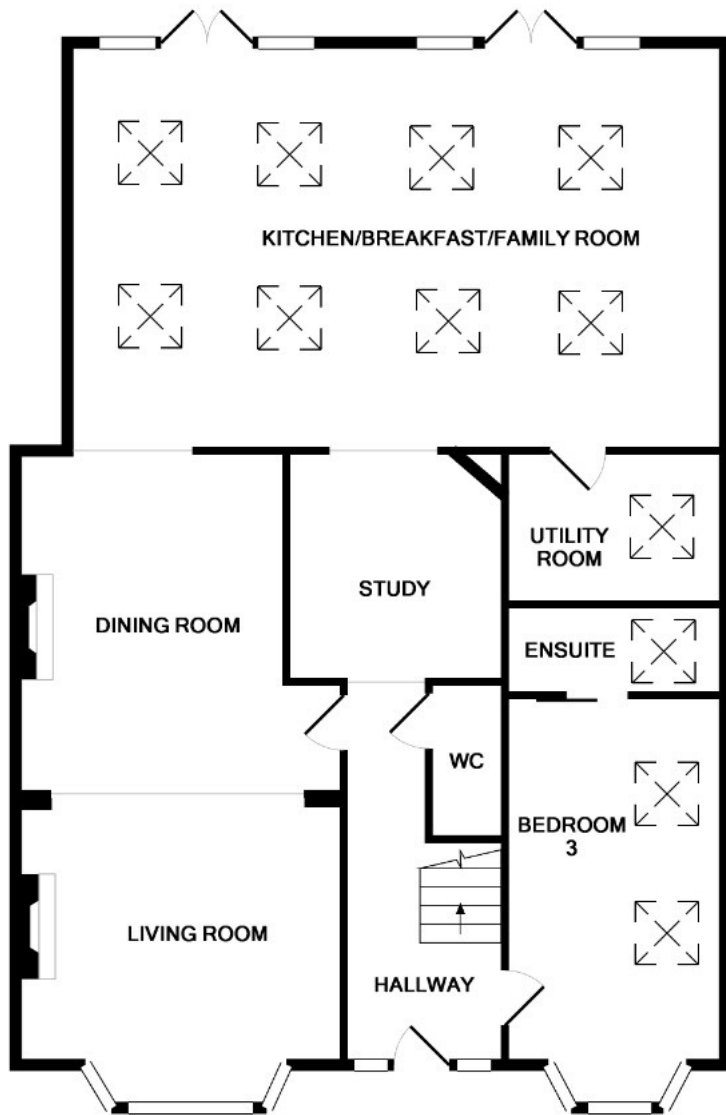 KITCHEN/BREAKFAST/FAMILY ROOM
UTILITY
ROOM
STUDY
DINING ROOM
ENSUITE
WC
BEDROOM
3
LIVING ROOM
HALLWAY